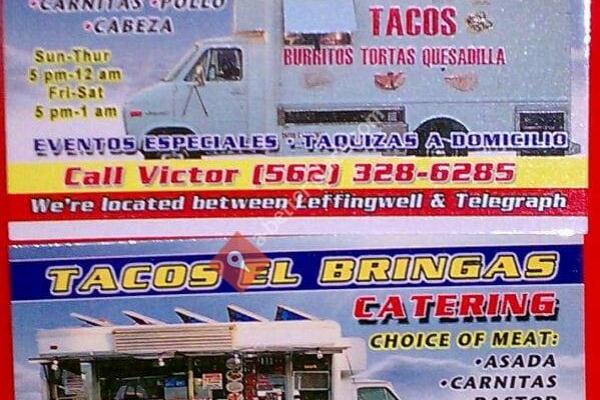 •CARNITAS •POLLO
•CABEZA
TACOS
BURRITOS TORTAS QUESADILLA
Sun-Thur
5 pm-12 am
Fri-Sat
5 pm-1 am
EVENTOS ESPECIALES • TAQUIZAS A DOMICILIO
Call Victor (562) 328-6285
We're located between Leffingwell & Telegraph
TACOS EL BRINGAS
CATERING
CHOICE OF MEAT:
•ASADA
•CARNITAS
PASTOR